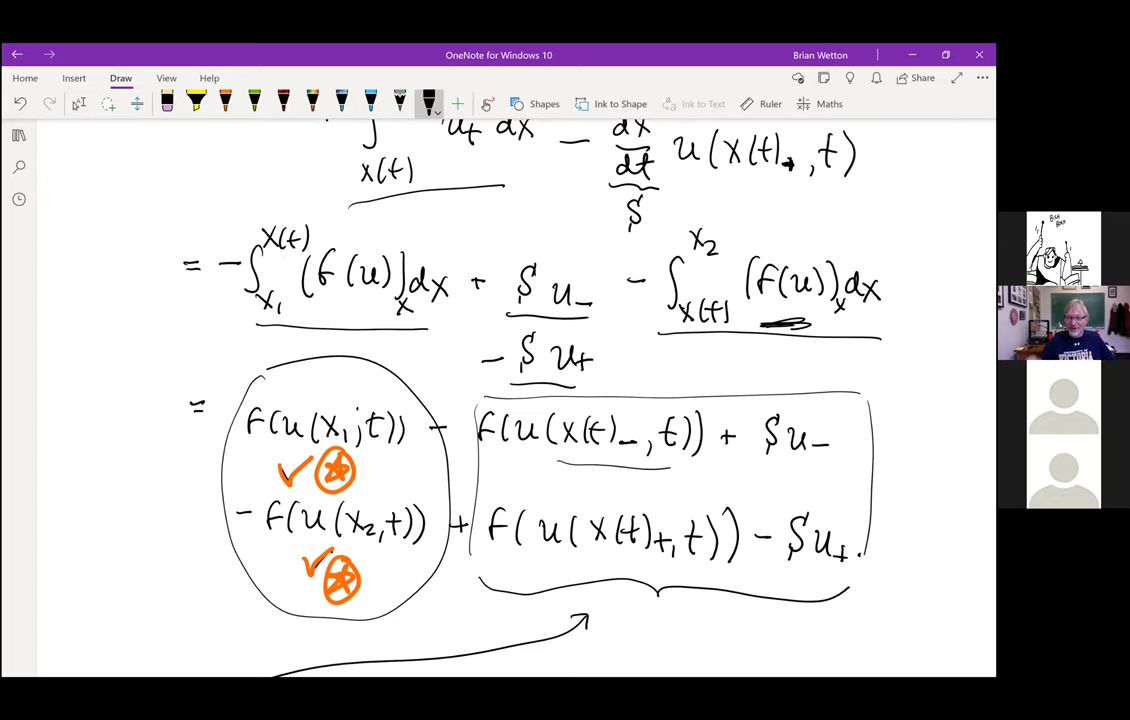 OneNote for Windows 10
Brian Wetton
Home Insert Draw View Help
Share
Shapes
Ink to Shape
Ink to Text
Ruler
Maths
∫_{x(t)} u_t dx − dx/dt u(x(t)_+, t)
$
= −∫_{x_1}^{x(t)} (f(u))_x dx + $ u_− − ∫_{x(t)}^{x_2} (f(u))_x dx
− $ u_+
= f(u(x_1, t)) − f(u(x(t)_−, t)) + $ u_−
− f(u(x_2, t)) + f(u(x(t)_+, t)) − $ u_+.